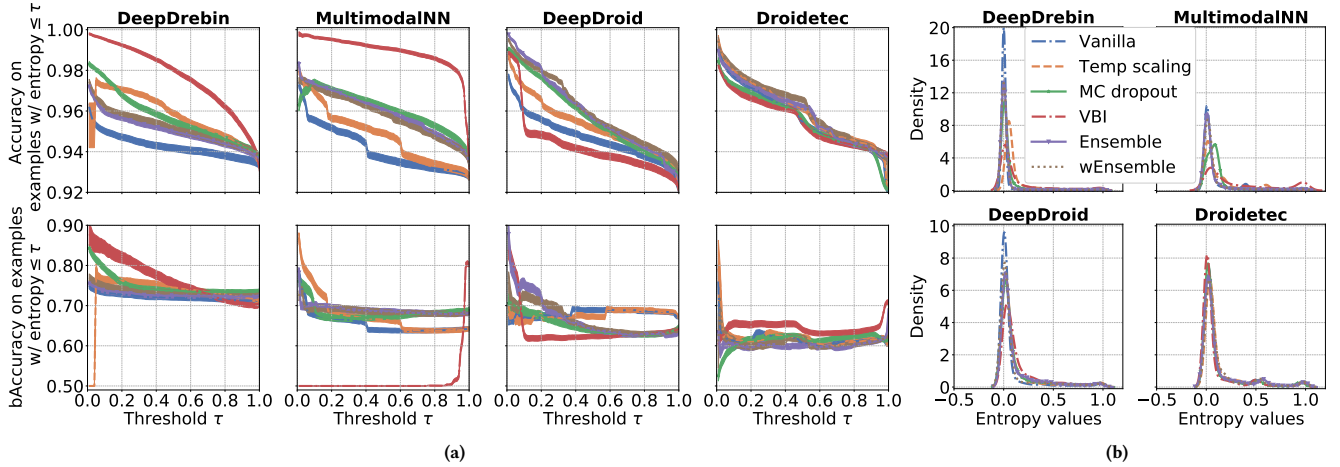 DeepDrebin MultimodalNN DeepDroid Droidetec
Accuracy on
examples w/ entropy ≤ τ
1.00
0.98
0.96
0.94
0.92
bAccuracy on examples
w/ entropy ≤ τ
0.90
0.80
0.70
0.60
0.50
0.0 0.2 0.4 0.6 0.8 1.0
Threshold τ
0.0 0.2 0.4 0.6 0.8 1.0
Threshold τ
0.0 0.2 0.4 0.6 0.8 1.0
Threshold τ
0.0 0.2 0.4 0.6 0.8 1.0
Threshold τ
(a)
DeepDrebin MultimodalNN
Density
20
16
12
8
4
0
Vanilla
Temp scaling
MC dropout
VBI
Ensemble
wEnsemble
DeepDroid Droidetec
Density
10
8
6
4
2
0
−0.5 0.0 0.5 1.0
Entropy values
−0.5 0.0 0.5 1.0
Entropy values
(b)